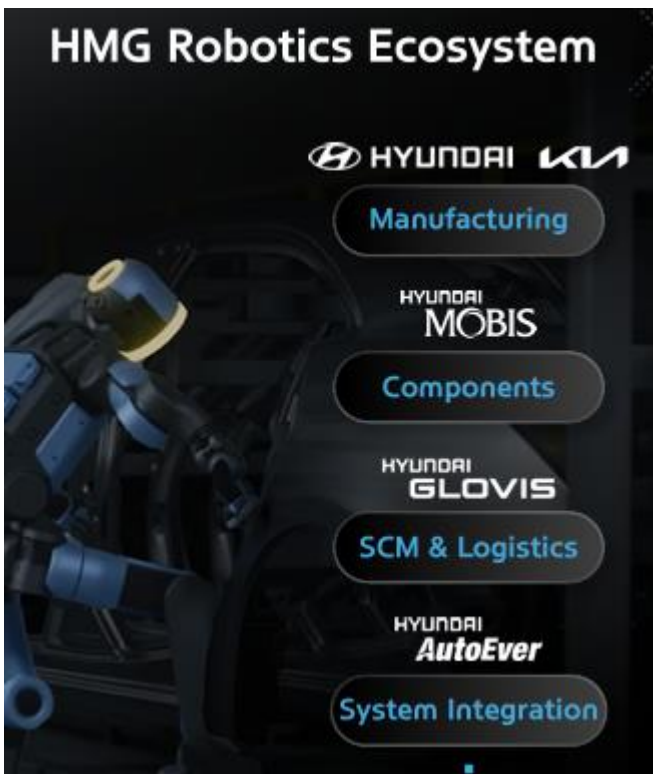 HMG Robotics Ecosystem
HYUNDAI KIA
Manufacturing
HYUNDAI
MOBIS
Components
HYUNDAI
GLOVIS
SCM & Logistics
HYUNDAI
AutoEver
System Integration